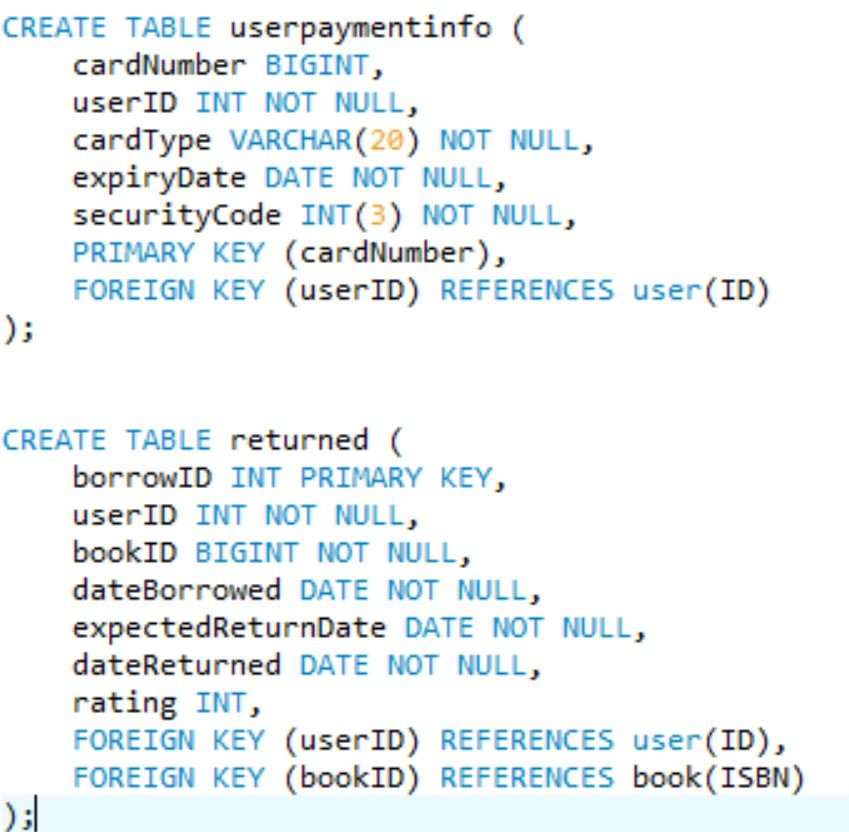 CREATE TABLE userpaymentinfo (
    cardNumber BIGINT,
    userID INT NOT NULL,
    cardType VARCHAR(20) NOT NULL,
    expiryDate DATE NOT NULL,
    securityCode INT(3) NOT NULL,
    PRIMARY KEY (cardNumber),
    FOREIGN KEY (userID) REFERENCES user(ID)
);
CREATE TABLE returned (
    borrowID INT PRIMARY KEY,
    userID INT NOT NULL,
    bookID BIGINT NOT NULL,
    dateBorrowed DATE NOT NULL,
    expectedReturnDate DATE NOT NULL,
    dateReturned DATE NOT NULL,
    rating INT,
    FOREIGN KEY (userID) REFERENCES user(ID),
    FOREIGN KEY (bookID) REFERENCES book(ISBN)
);